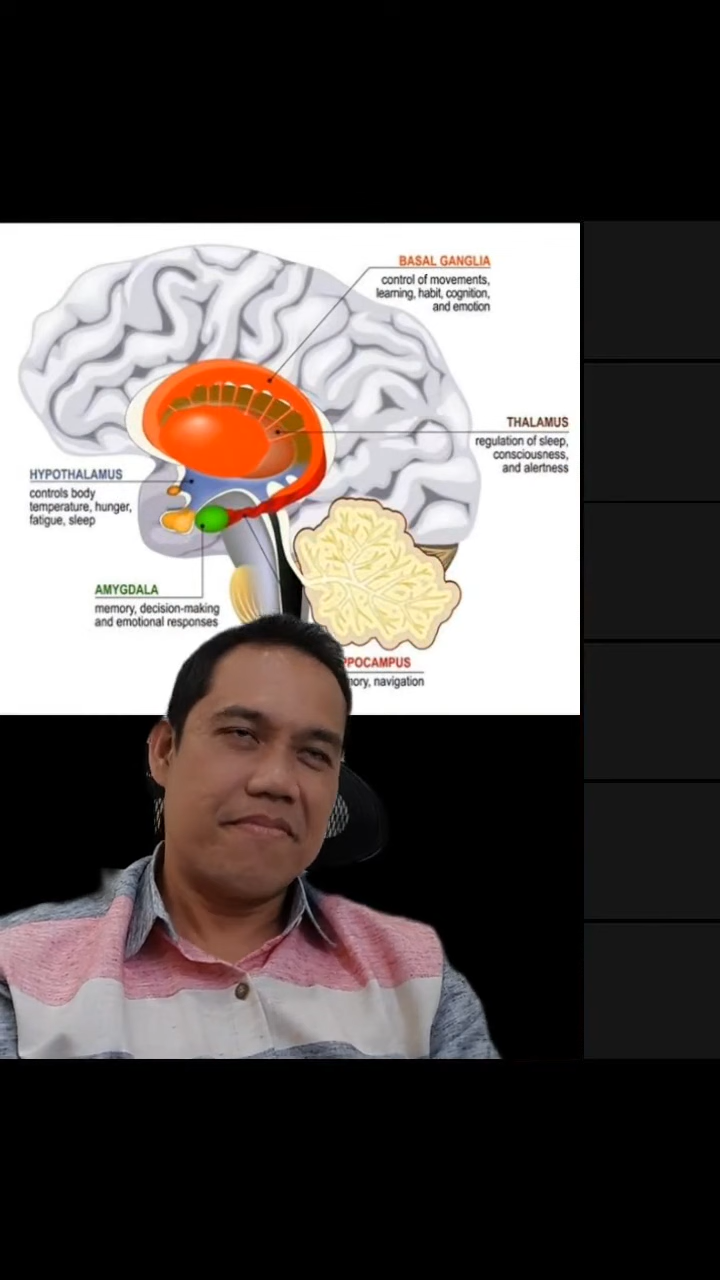 BASAL GANGLIA
control of movements,
learning, habit, cognition,
and emotion
THALAMUS
regulation of sleep,
consciousness,
and alertness
HYPOTHALAMUS
controls body
temperature, hunger,
fatigue, sleep
AMYGDALA
memory, decision-making
and emotional responses
POCAMPUS
ory, navigation